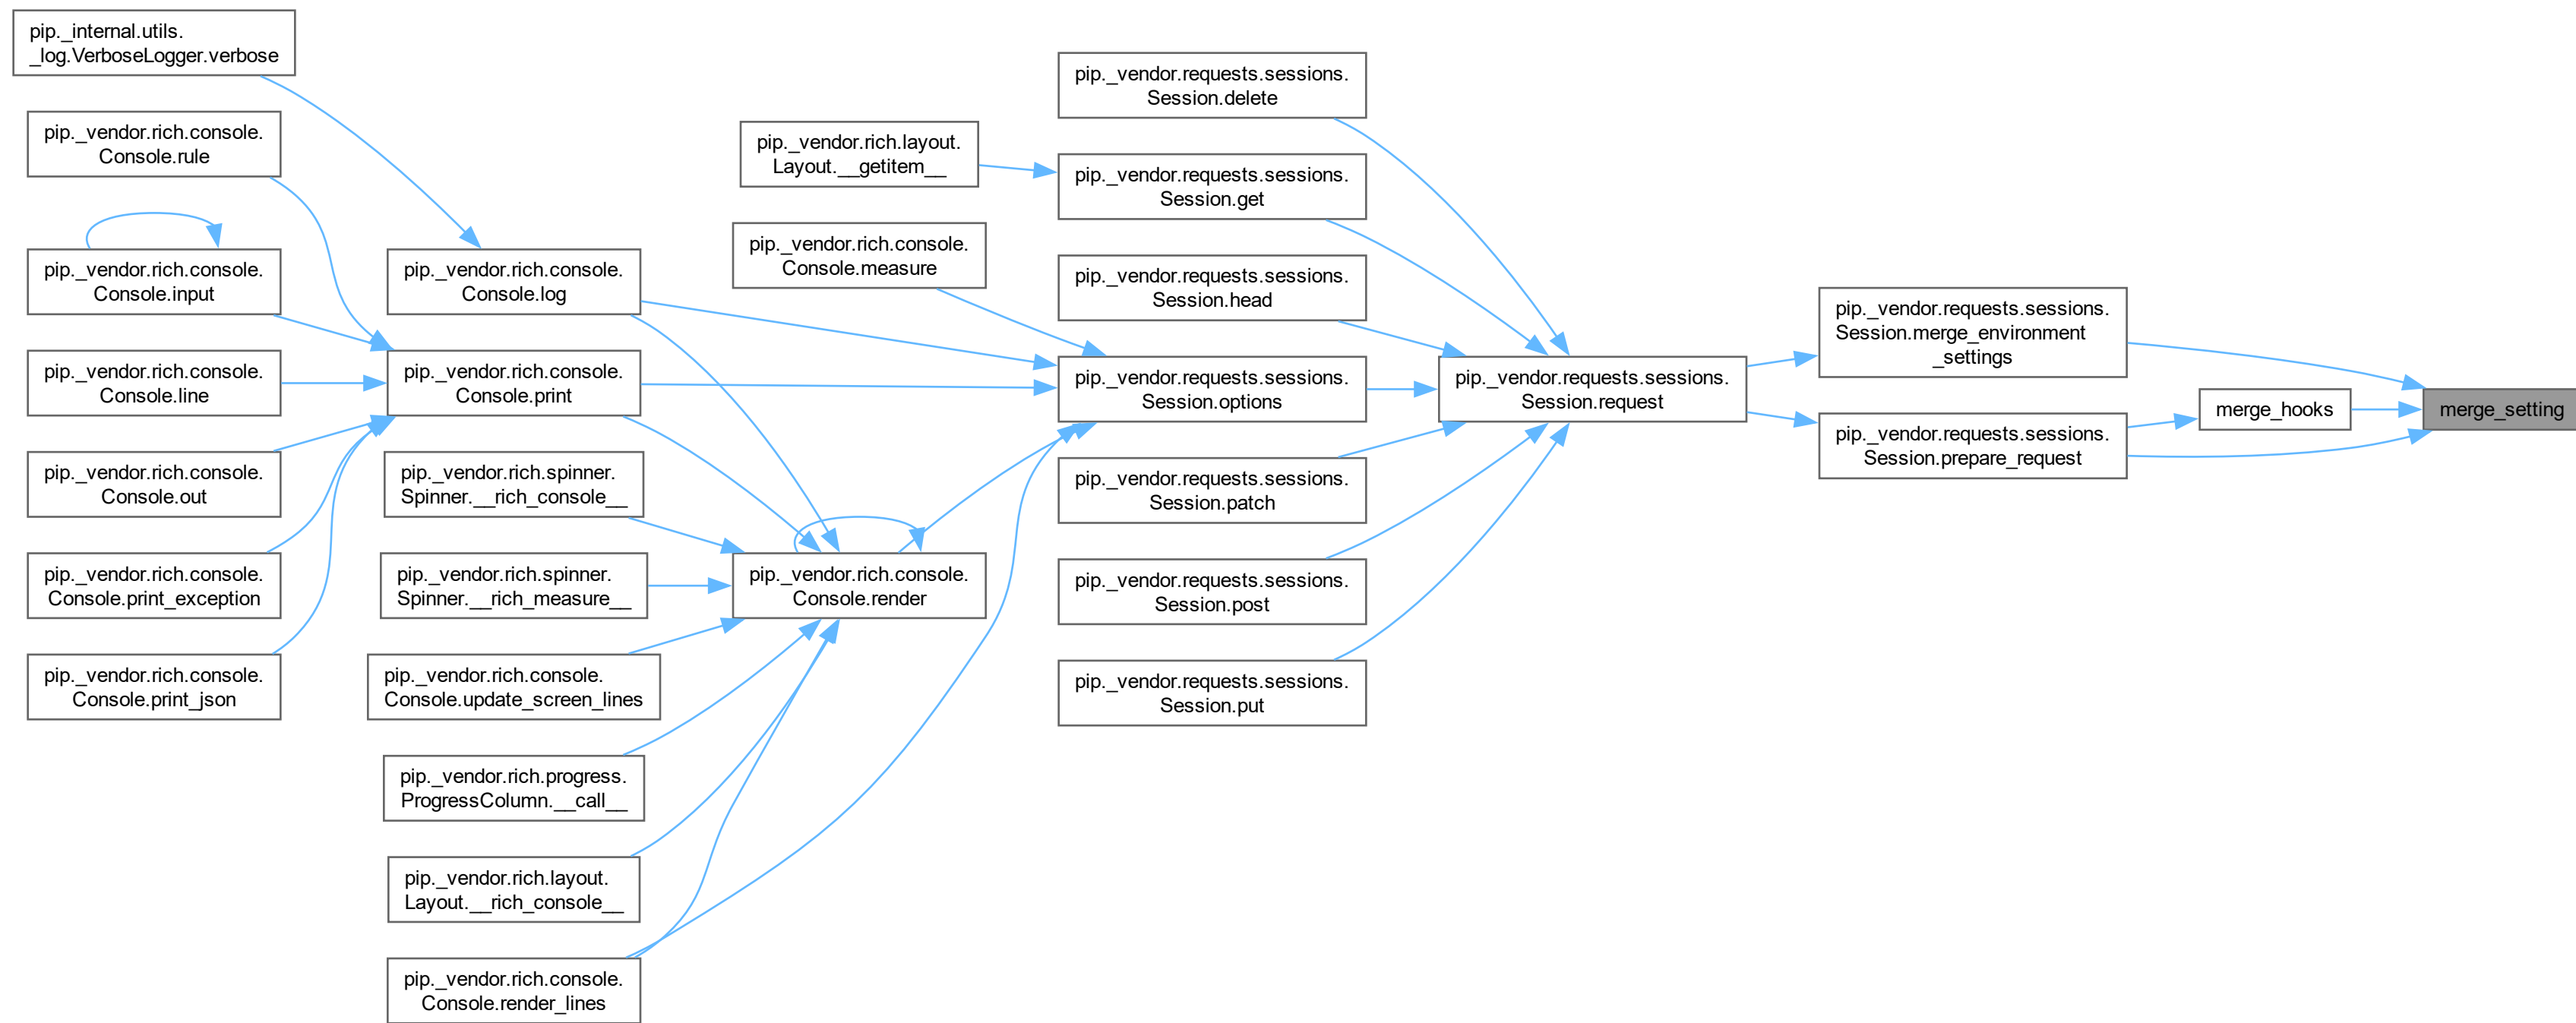 pip._internal.utils.
_log.VerboseLogger.verbose
pip._vendor.rich.console.
Console.rule
pip._vendor.rich.console.
Console.input
pip._vendor.rich.console.
Console.line
pip._vendor.rich.console.
Console.out
pip._vendor.rich.console.
Console.print_exception
pip._vendor.rich.console.
Console.print_json
pip._vendor.rich.console.
Console.log
pip._vendor.rich.console.
Console.print
pip._vendor.rich.spinner.
Spinner.__rich_console__
pip._vendor.rich.spinner.
Spinner.__rich_measure__
pip._vendor.rich.console.
Console.update_screen_lines
pip._vendor.rich.progress.
ProgressColumn.__call__
pip._vendor.rich.layout.
Layout.__rich_console__
pip._vendor.rich.console.
Console.render_lines
pip._vendor.rich.layout.
Layout.__getitem__
pip._vendor.rich.console.
Console.measure
pip._vendor.rich.console.
Console.render
pip._vendor.requests.sessions.
Session.delete
pip._vendor.requests.sessions.
Session.get
pip._vendor.requests.sessions.
Session.head
pip._vendor.requests.sessions.
Session.options
pip._vendor.requests.sessions.
Session.patch
pip._vendor.requests.sessions.
Session.post
pip._vendor.requests.sessions.
Session.put
pip._vendor.requests.sessions.
Session.request
pip._vendor.requests.sessions.
Session.merge_environment
_settings
pip._vendor.requests.sessions.
Session.prepare_request
merge_hooks
merge_setting